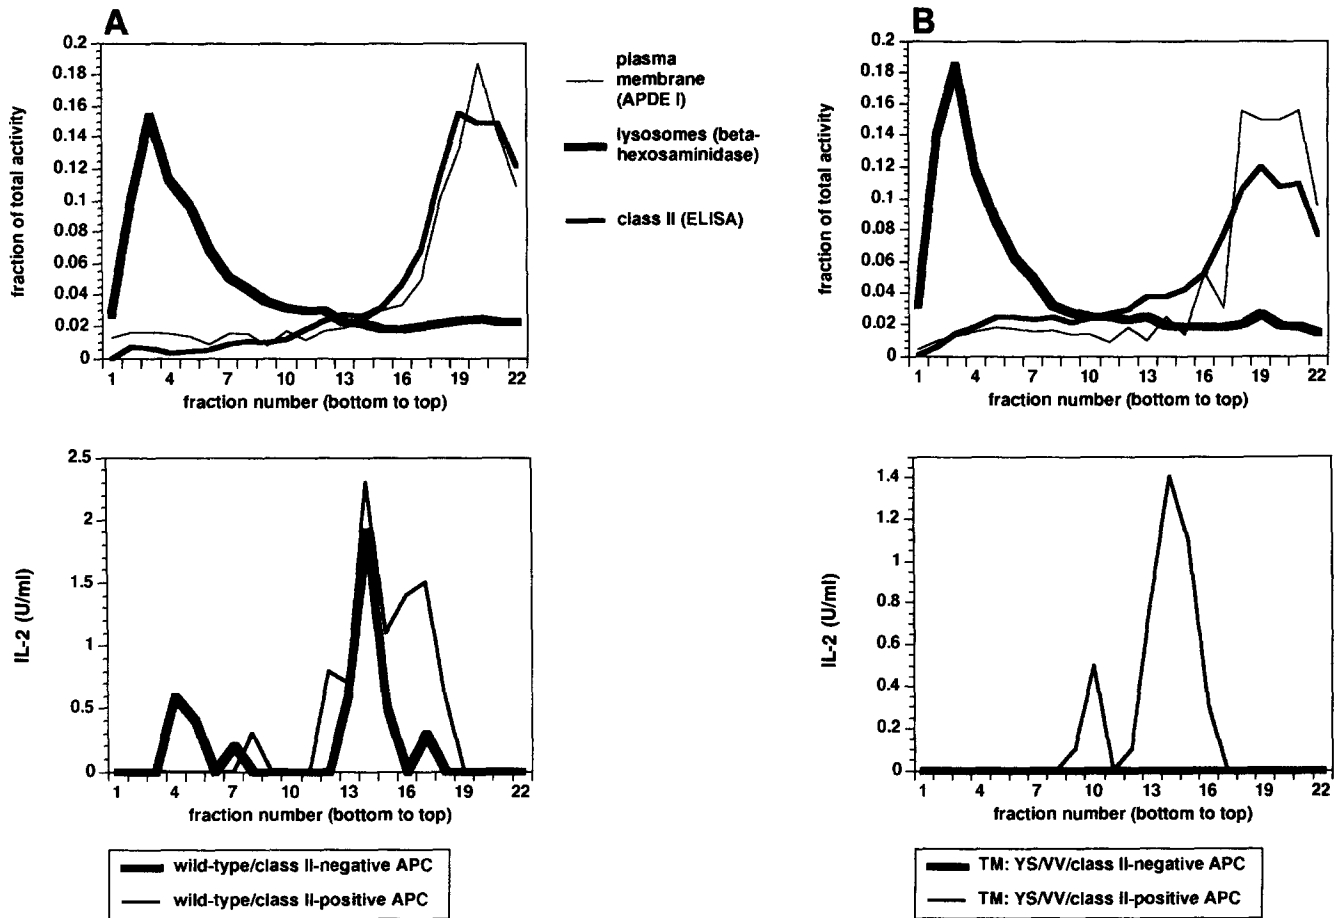 A
0.2
0.18
0.16
0.14
0.12
0.1
0.08
0.06
0.04
0.02
0
fraction of total activity
1 4 7 10 13 16 19 22
fraction number (bottom to top)
plasma
membrane
(APDE I)
lysosomes (beta-
hexosaminidase)
class II (ELISA)
B
0.2
0.18
0.16
0.14
0.12
0.1
0.08
0.06
0.04
0.02
0
fraction of total activity
1 4 7 10 13 16 19 22
fraction number (bottom to top)
2.5
2
1.5
1
0.5
0
IL-2 (U/ml)
1 4 7 10 13 16 19 22
fraction number (bottom to top)
wild-type/class II-negative APC
wild-type/class II-positive APC
1.4
1.2
1
0.8
0.6
0.4
0.2
0
IL-2 (U/ml)
1 4 7 10 13 16 19 22
fraction number (bottom to top)
TM: YS/VV/class II-negative APC
TM: YS/VV/class II-positive APC